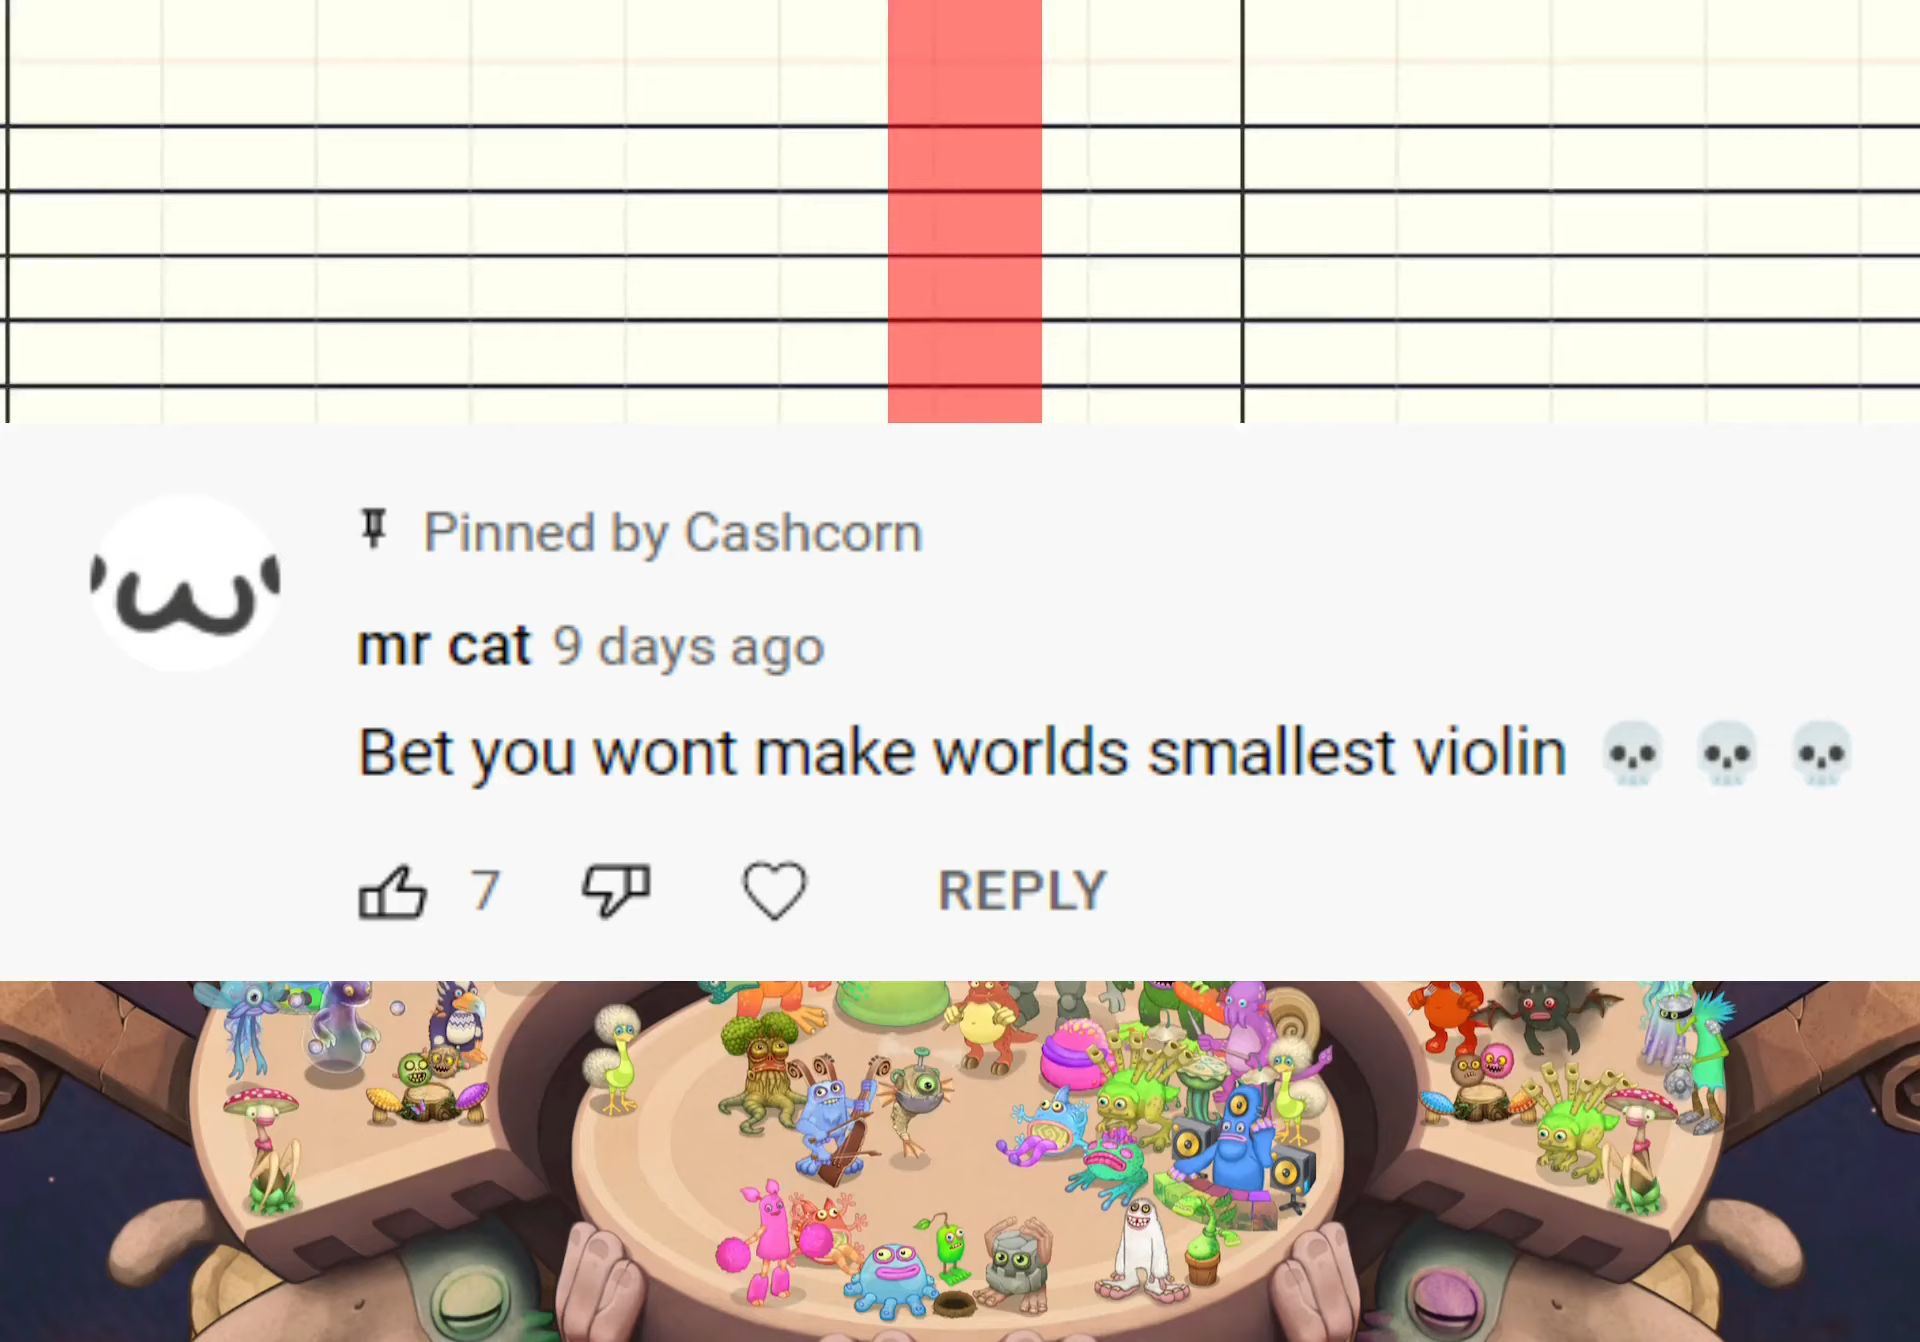 Pinned by Cashcorn
mr cat 9 days ago
Bet you wont make worlds smallest violin 💀 💀 💀
7 REPLY